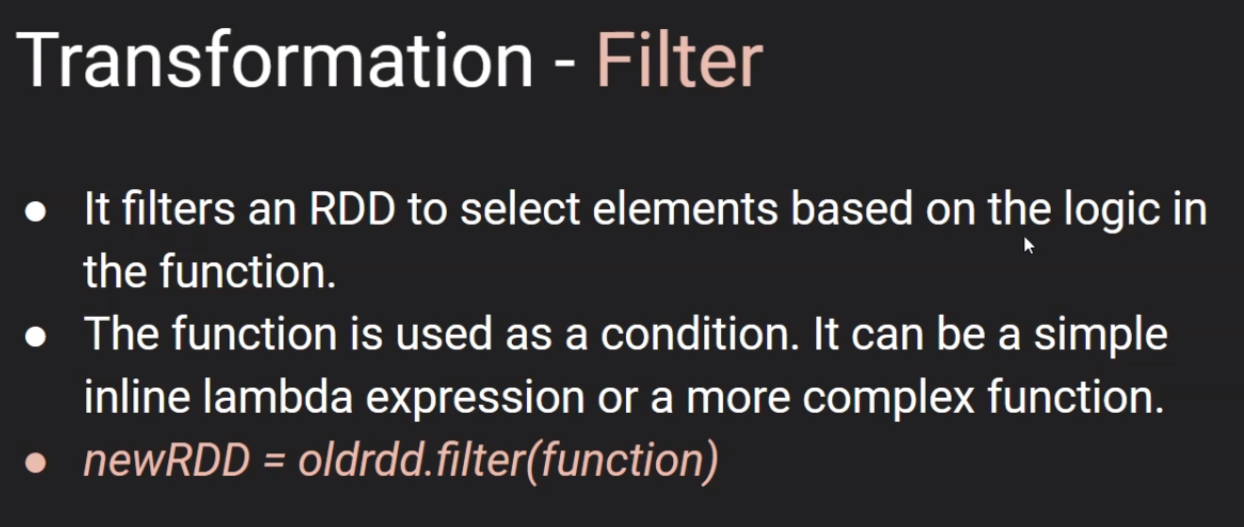 Transformation - Filter
● It filters an RDD to select elements based on the logic in
the function.
● The function is used as a condition. It can be a simple
inline lambda expression or a more complex function.
● newRDD = oldrdd.filter(function)